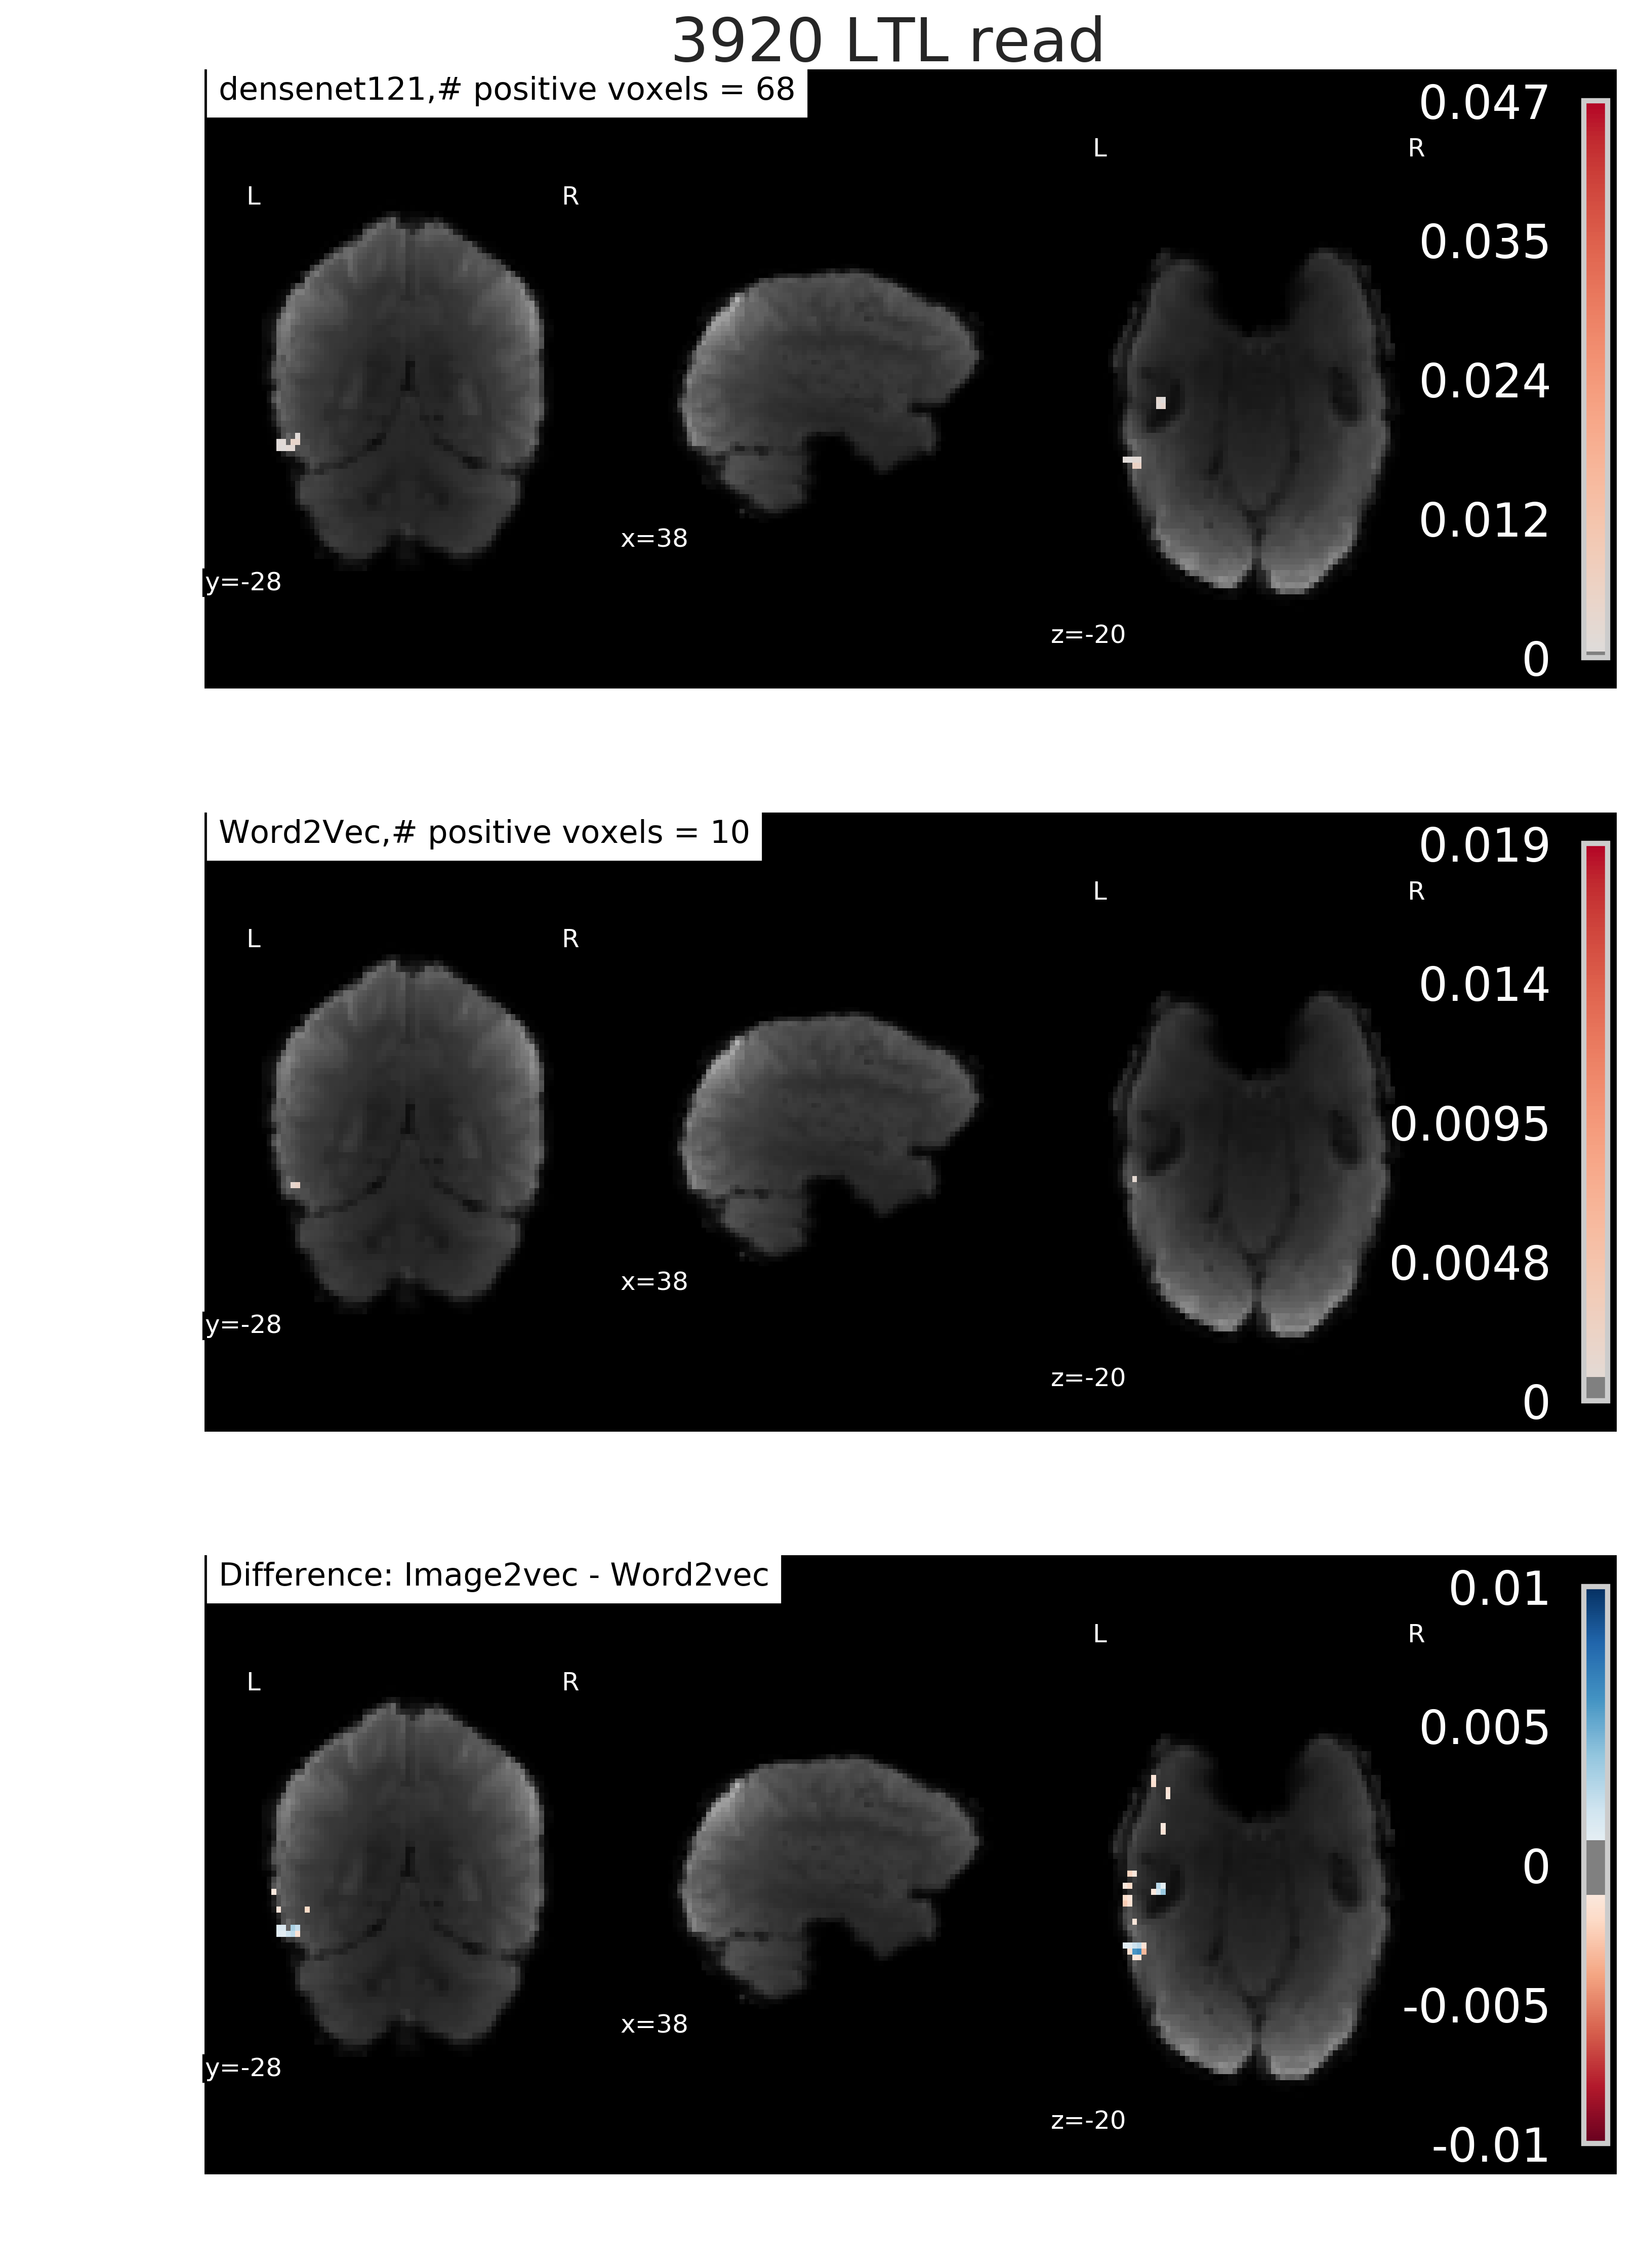 3920 LTL read
densenet121,# positive voxels = 68
0.047
L R
L R
0.035
0.024
0.012
x=38
y=-28
z=-20
0
Word2Vec,# positive voxels = 10
0.019
L R
L R
0.014
0.0095
0.0048
x=38
y=-28
z=-20
0
Difference: Image2vec - Word2vec
0.01
L R
L R
0.005
0
-0.005
x=38
y=-28
z=-20
-0.01